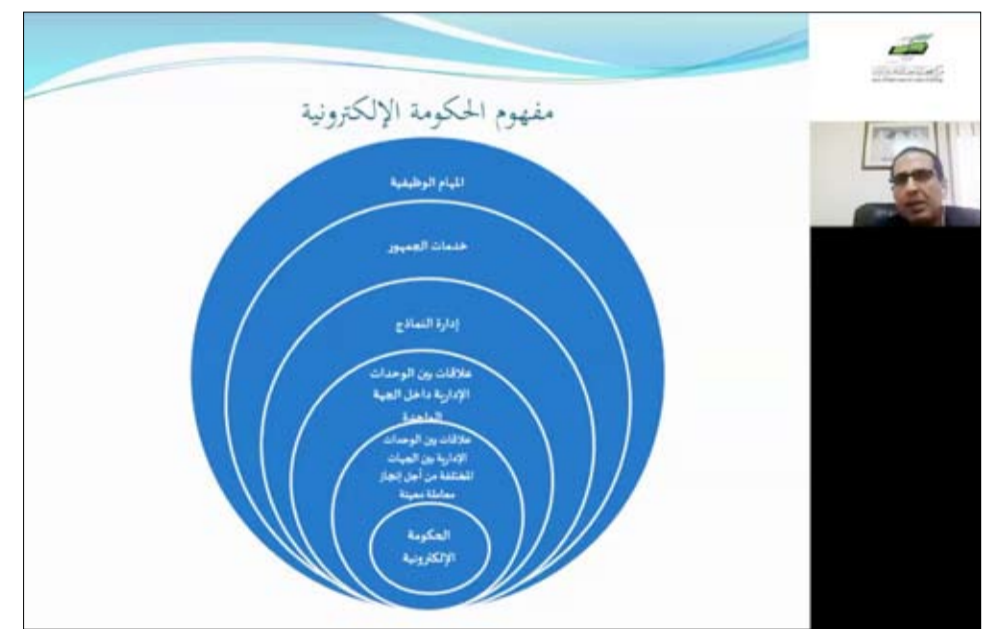 مفهوم الحكومة الإلكترونية
المهام الوظيفية
خدمات الجمهور
إدارة النماذج
علاقات بين الوحدات
الإدارية داخل الجهة
الواحدة
علاقات بين الوحدات
الإدارية بين الجهات
المختلفة من أجل إنجاز
معاملة معينة
الحكومة
الإلكترونية